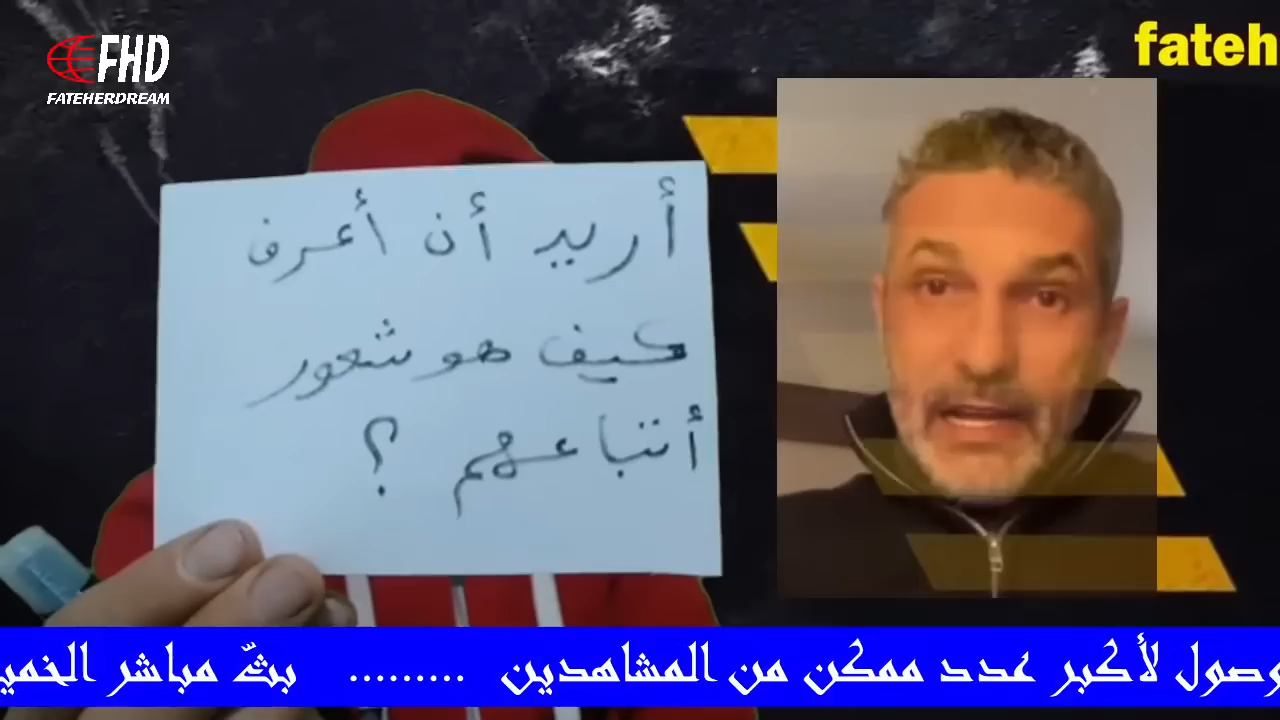 FHD
FATEHERDREAM
fateh
أريد أن أعرف
كيف هو شعور
أتباعهم ؟
وصول لأكبر عدد ممكن من المشاهدين ......... بثّ مباشر الخمي